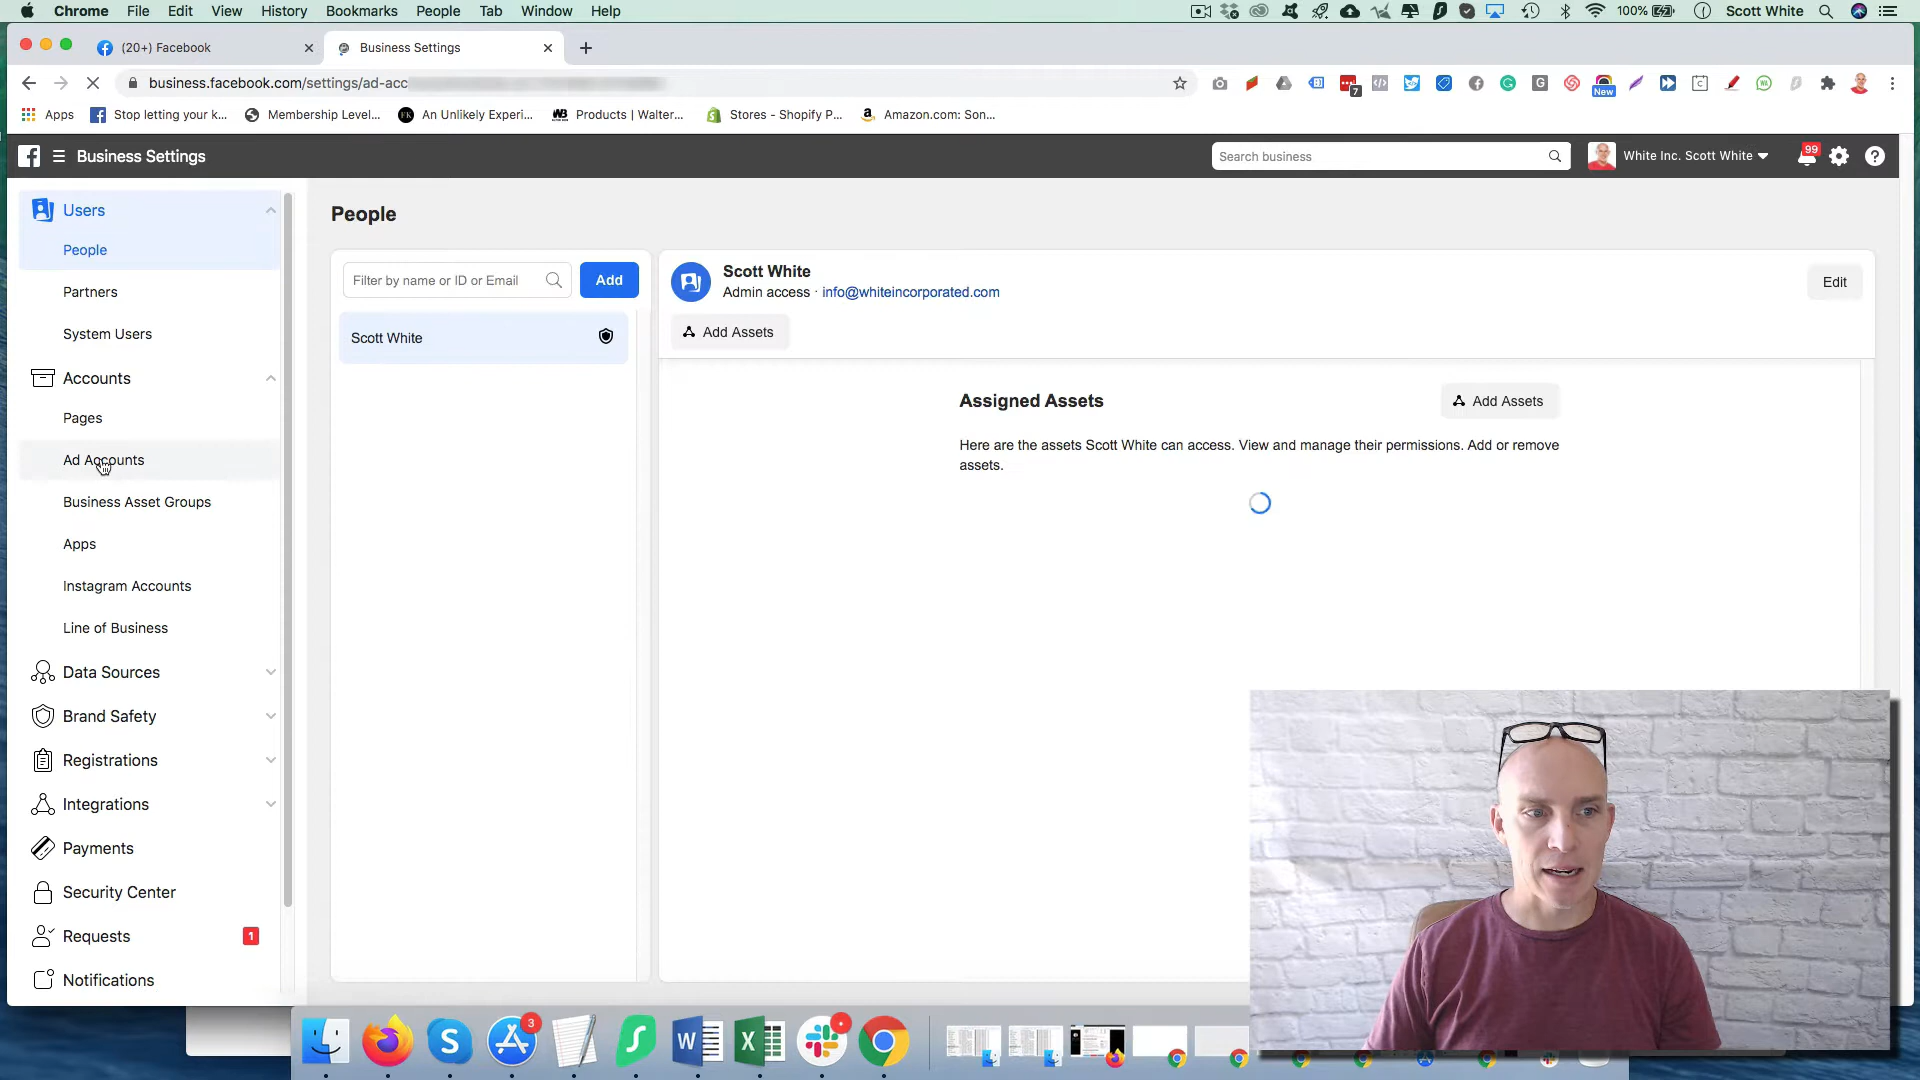 Chrome File Edit View History Bookmarks People Tab Window Help 100% Scott White
(20+) Facebook Business Settings
business.facebook.com/settings/ad-acc
7 New
Apps Stop letting your k... Membership Level... An Unlikely Experi... Products | Walter... Stores - Shopify P... Amazon.com: Son...
Business Settings Search business White Inc. Scott White 99
Users
People
Partners
System Users
Accounts
Pages
Ad Accounts
Business Asset Groups
Apps
Instagram Accounts
Line of Business
Data Sources
Brand Safety
Registrations
Integrations
Payments
Security Center
Requests 1
Notifications
People
Filter by name or ID or Email Add
Scott White
Scott White
Admin access · info@whiteincorporated.com
Edit
Add Assets
Assigned Assets Add Assets
Here are the assets Scott White can access. View and manage their permissions. Add or remove
assets.
3